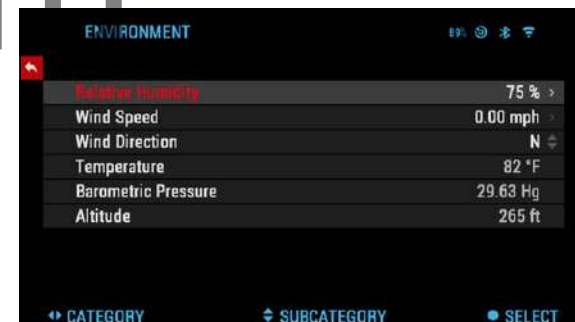 ENVIRONMENT 89%
Relative Humidity 75 % >
Wind Speed 0.00 mph >
Wind Direction N
Temperature 82 °F
Barometric Pressure 29.63 Hg
Altitude 265 ft
CATEGORY SUBCATEGORY SELECT